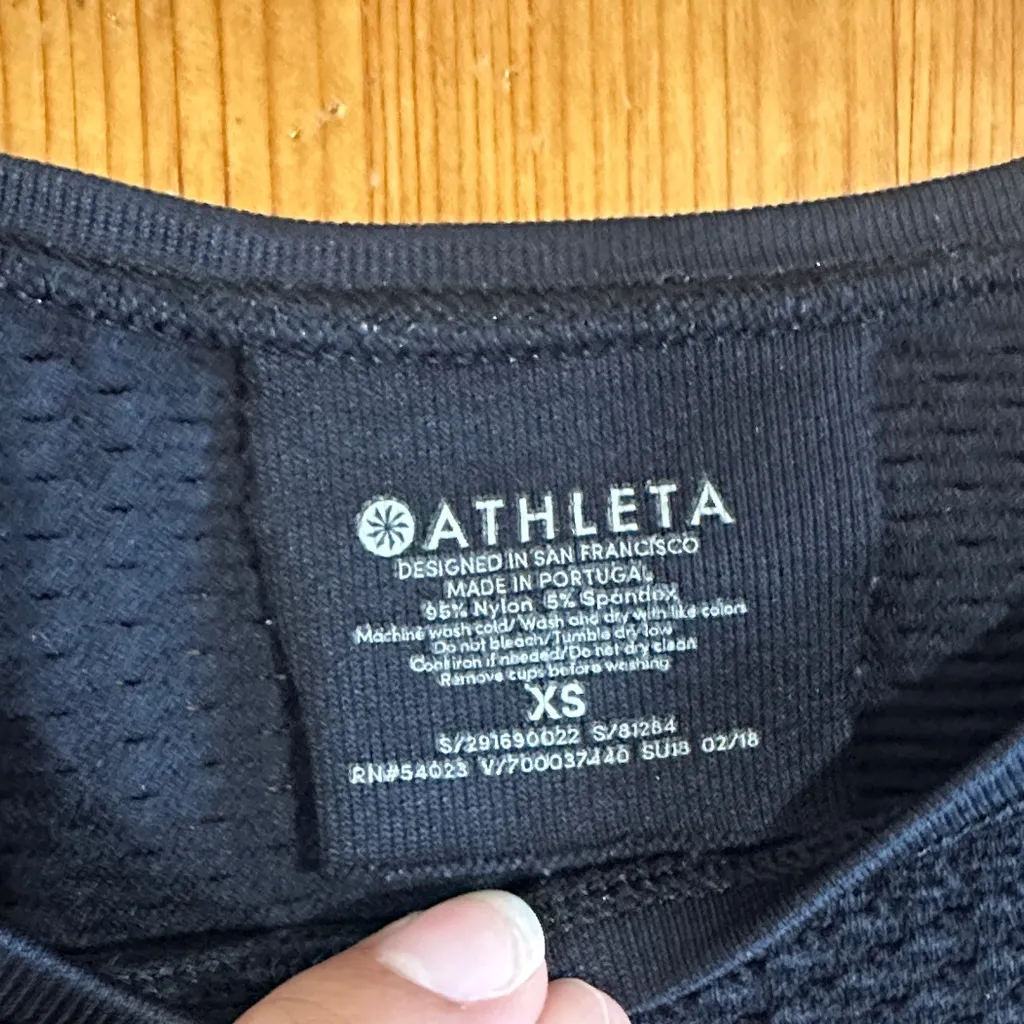 ATHLETA
DESIGNED IN SAN FRANCISCO
MADE IN PORTUGAL
95% Nylon 5% Spandex
Machine wash cold/Wash and dry with like colors
Do not bleach/Tumble dry low
Cool iron if needed/Do not dry clean
Remove cups before washing
XS
S/291690022 S/81284
RN#54023 V/700037440 SU18 02/18